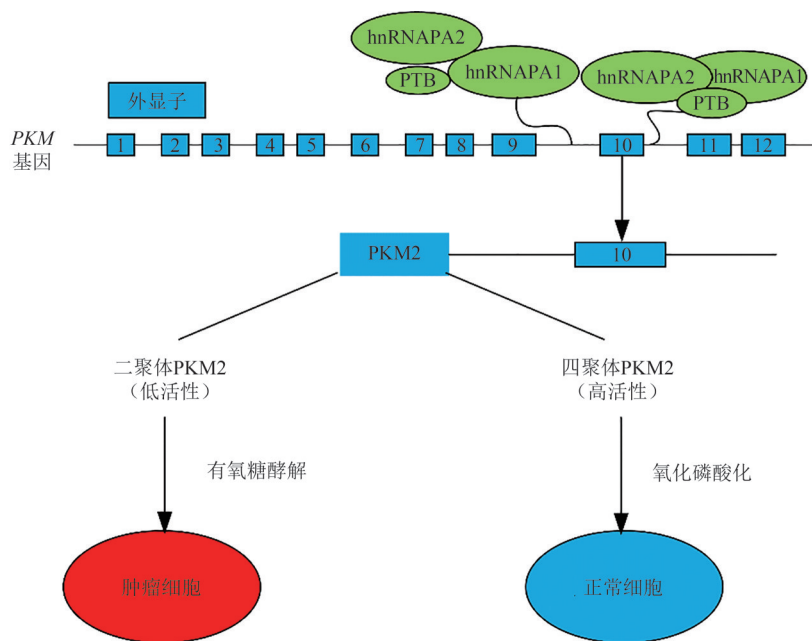 hnRNAPA2
PTB
hnRNAPA1
hnRNAPA2
hnRNAPA1
PTB
外显子
PKM
基因
1
2
3
4
5
6
7
8
9
10
11
12
PKM2
10
二聚体PKM2
（低活性）
四聚体PKM2
（高活性）
有氧糖酵解
氧化磷酸化
肿瘤细胞
正常细胞